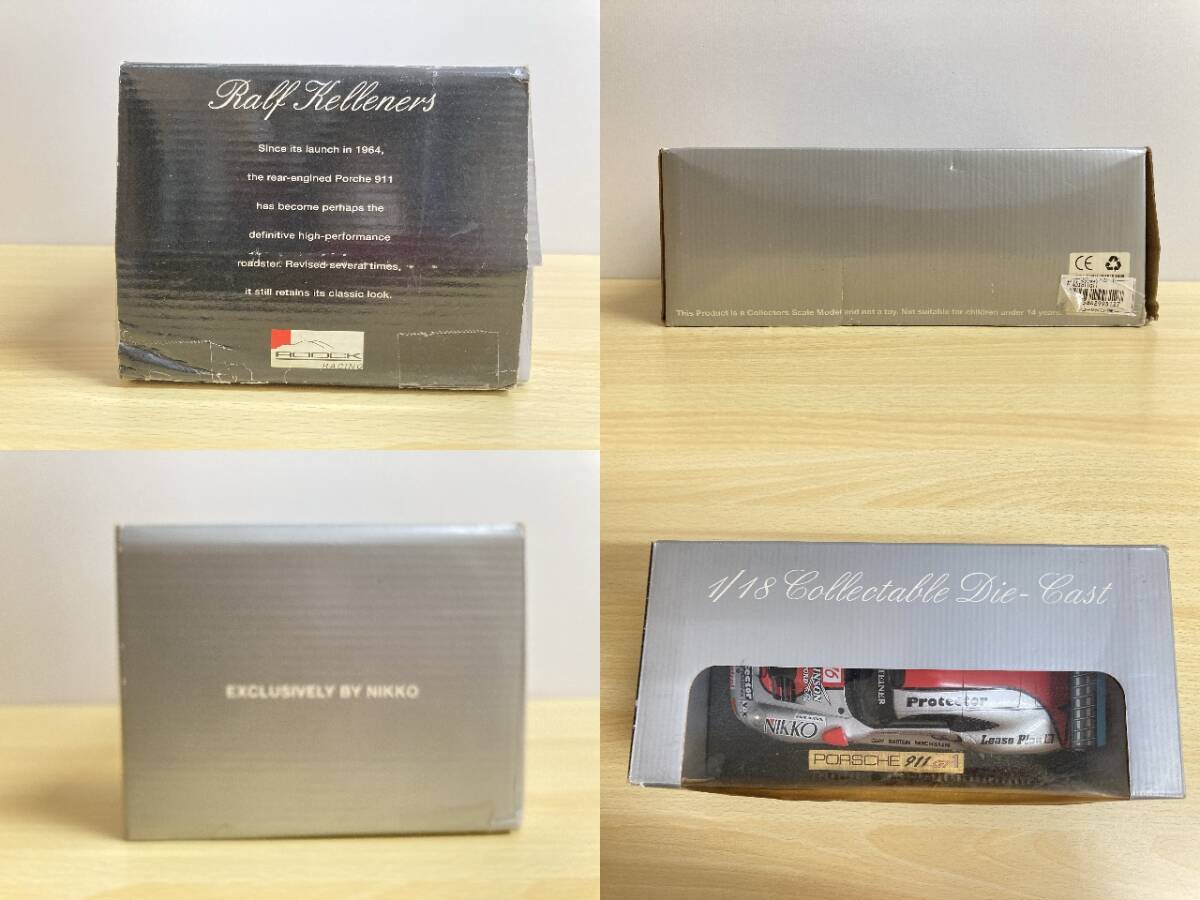 Ralf Kelleners
Since its launch in 1964,
the rear-engined Porche 911
has become perhaps the
definitive high-performance
roadster. Revised several times,
it still retains its classic look.
ROOCK
RACING
CE
This Product is a Collectors Scale Model and not a toy. Not suitable for children under 14 years
EXCLUSIVELY BY NIKKO
1/18 Collectable Die-Cast
NIKKO
Protector
Lease Plan
PORSCHE 911 GT1